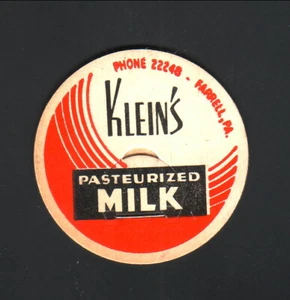 PHONE 22248 - FARRELL, PA.
KLEIN'S
PASTEURIZED
MILK